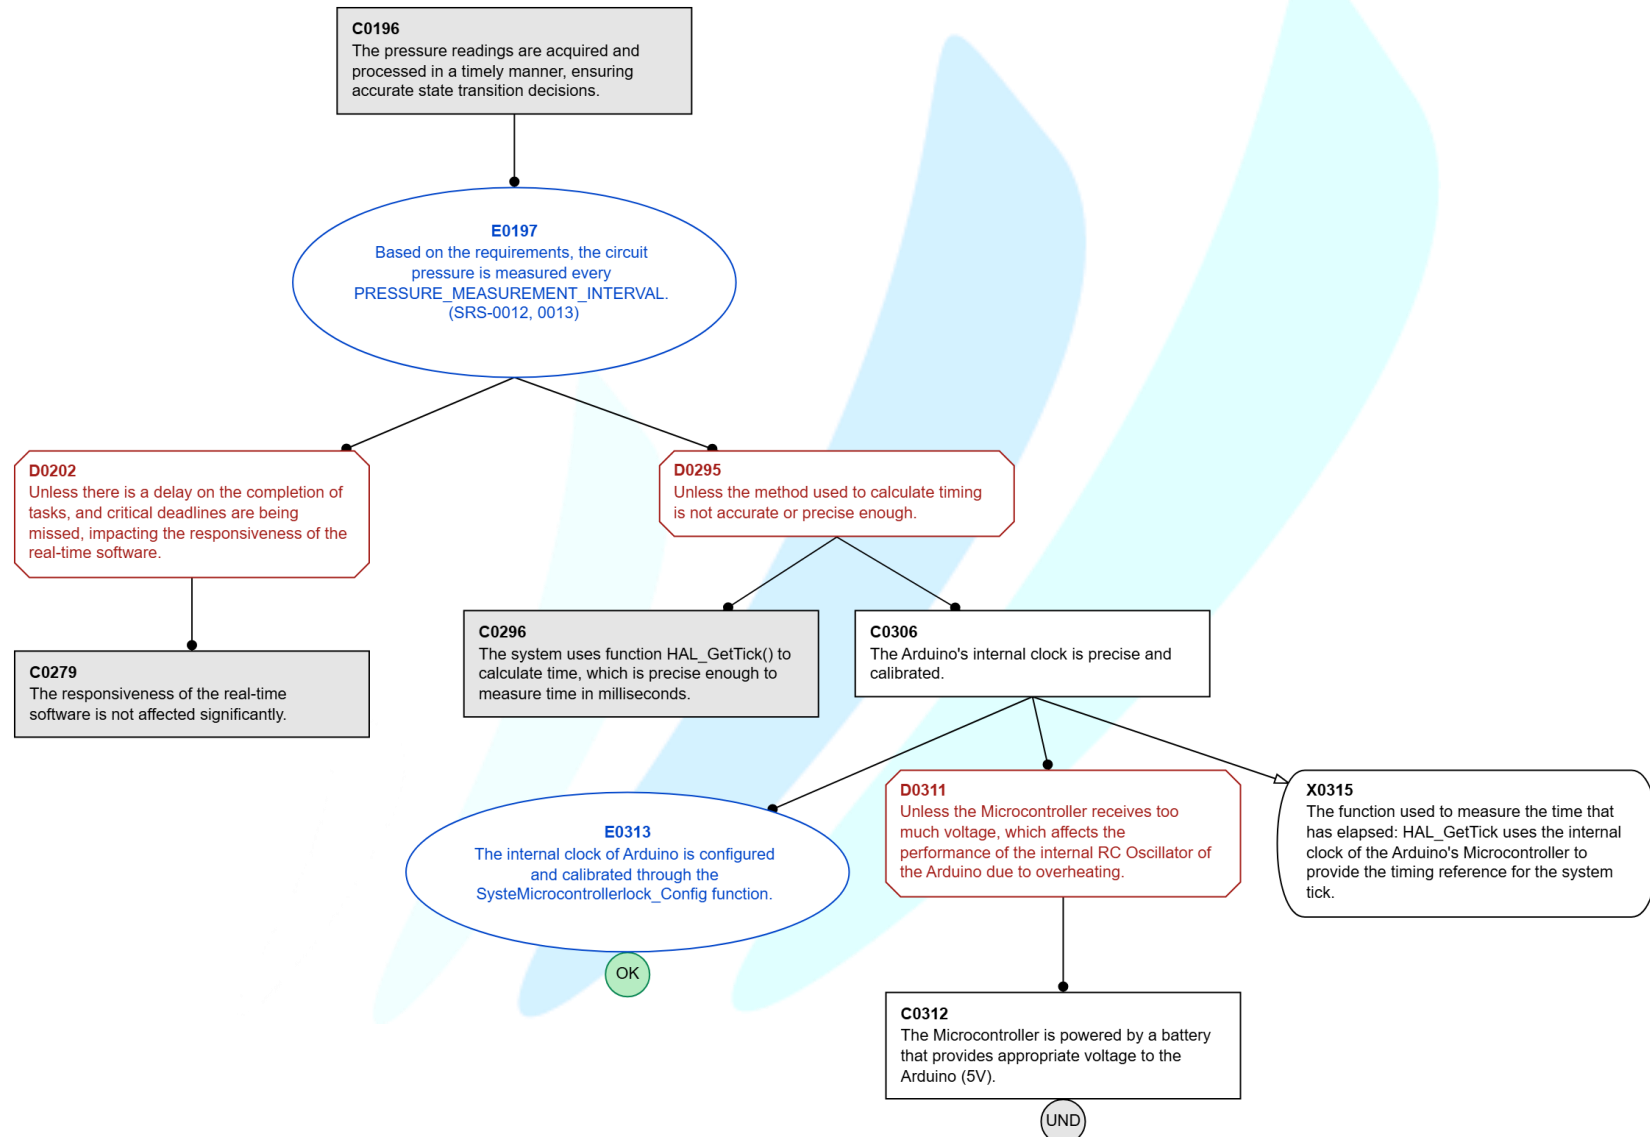 C0196
The pressure readings are acquired and
processed in a timely manner, ensuring
accurate state transition decisions.
E0197
Based on the requirements, the circuit
pressure is measured every
PRESSURE_MEASUREMENT_INTERVAL.
(SRS-0012, 0013)
D0202
Unless there is a delay on the completion of
tasks, and critical deadlines are being
missed, impacting the responsiveness of the
real-time software.
D0295
Unless the method used to calculate timing
is not accurate or precise enough.
C0279
The responsiveness of the real-time
software is not affected significantly.
C0296
The system uses function HAL_GetTick() to
calculate time, which is precise enough to
measure time in milliseconds.
C0306
The Arduino's internal clock is precise and
calibrated.
E0313
The internal clock of Arduino is configured
and calibrated through the
SysteMicrocontrollerlock_Config function.
OK
D0311
Unless the Microcontroller receives too
much voltage, which affects the
performance of the internal RC Oscillator of
the Arduino due to overheating.
X0315
The function used to measure the time that
has elapsed: HAL_GetTick uses the internal
clock of the Arduino's Microcontroller to
provide the timing reference for the system
tick.
C0312
The Microcontroller is powered by a battery
that provides appropriate voltage to the
Arduino (5V).
UND